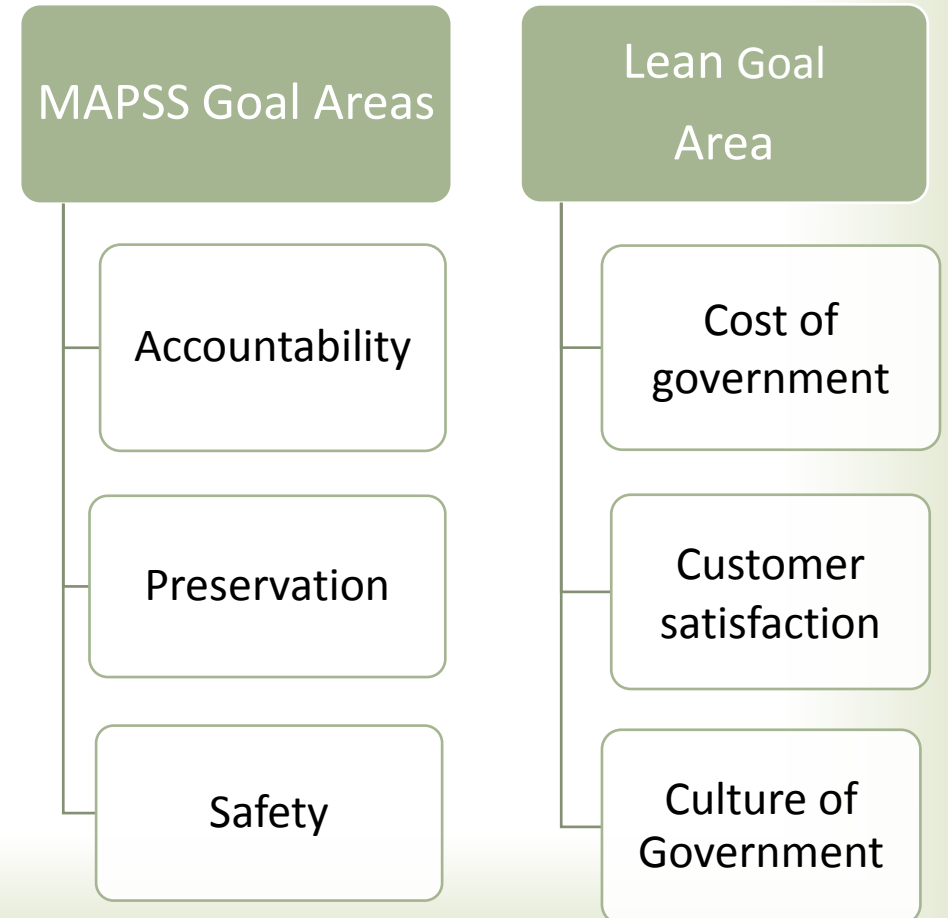 MAPSS Goal Areas
Accountability
Preservation
Safety
Lean Goal
Area
Cost of
government
Customer
satisfaction
Culture of
Government